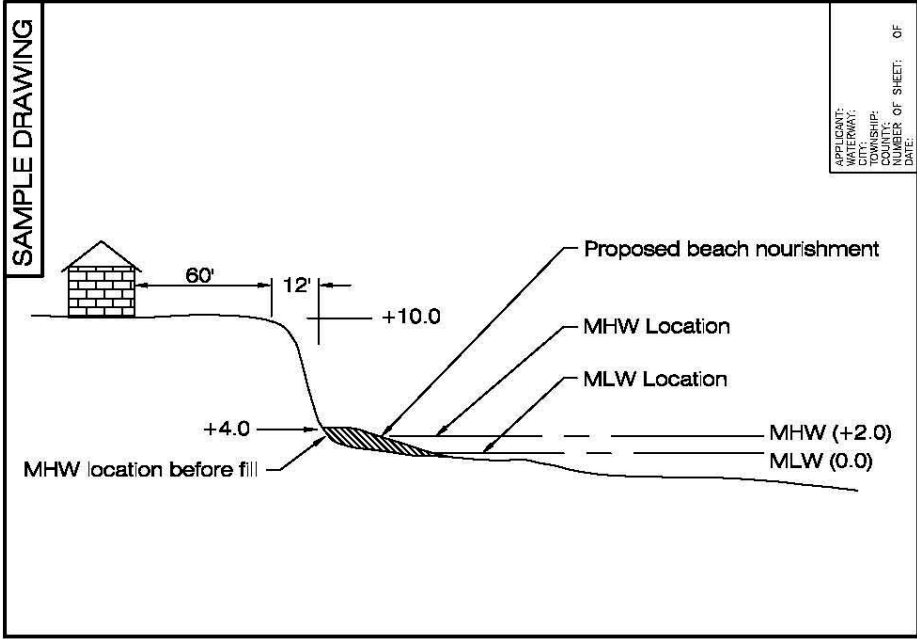 SAMPLE DRAWING
APPLICANT:
WATERWAY:
CITY:
TOWNSHIP:
COUNTY:
NUMBER OF SHEET: OF
DATE:
Proposed beach nourishment
60'
12'
+10.0
MHW Location
MLW Location
+4.0
MHW (+2.0)
MLW (0.0)
MHW location before fill